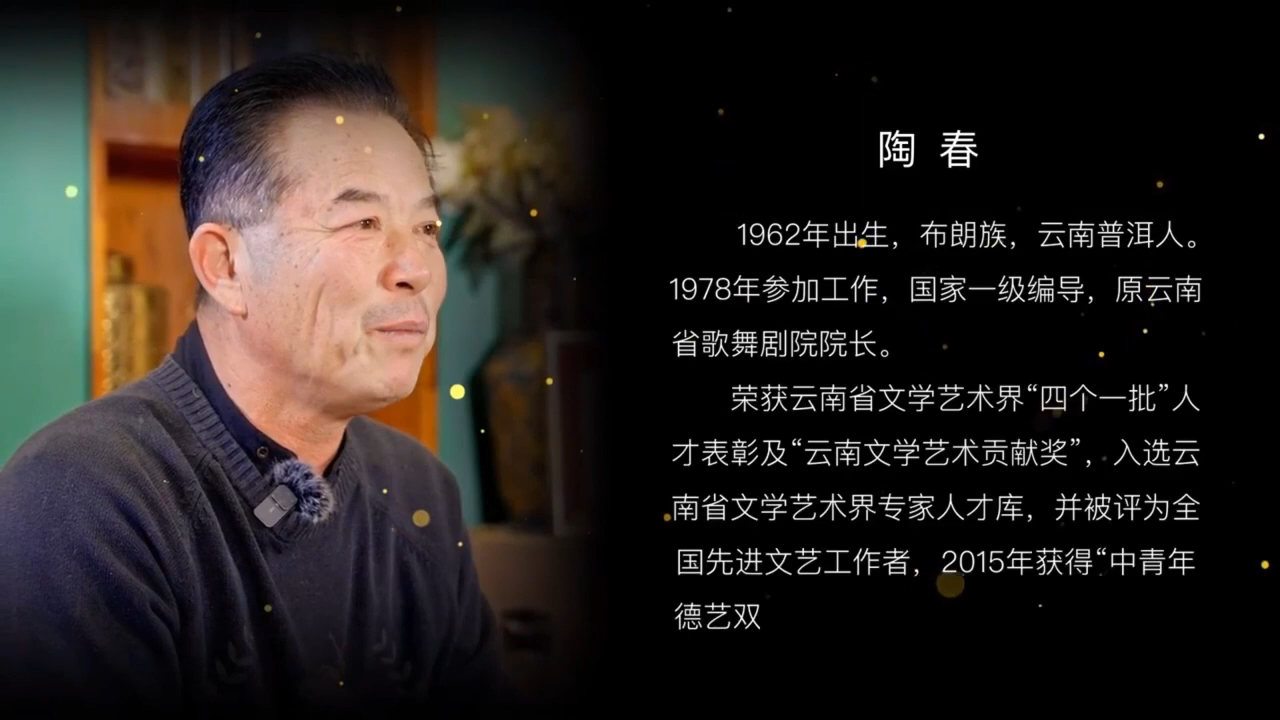 陶 春
1962年出生，布朗族，云南普洱人。
1978年参加工作，国家一级编导，原云南
省歌舞剧院院长。
荣获云南省文学艺术界“四个一批”人
才表彰及“云南文学艺术贡献奖”，入选云
南省文学艺术界专家人才库，并被评为全
国先进文艺工作者，2015年获得“中青年
德艺双